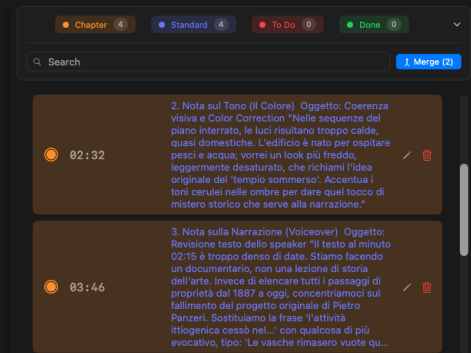 Chapter 4 Standard 4 To Do 0 Done 0
Search Merge (2)
2. Nota sul Tono (Il Colore) Oggetto: Coerenza
visiva e Color Correction "Nelle sequenze del
piano interrato, le luci risultano troppo calde,
quasi domestiche. L'edificio è nato per ospitare
pesci e acqua; vorrei un look più freddo,
leggermente desaturato, che richiami l'idea
originale del 'tempio sommerso'. Accentua i
toni cerulei nelle ombre per dare quel tocco di
mistero storico che serve alla narrazione."
02:32
3. Nota sulla Narrazione (Voiceover) Oggetto:
Revisione testo dello speaker "Il testo al minuto
02:15 è troppo denso di date. Stiamo facendo
un documentario, non una lezione di storia
dell'arte. Invece di elencare tutti i passaggi di
proprietà dal 1887 a oggi, concentriamoci sul
fallimento del progetto originale di Pietro
Panzeri. Sostituiamo la frase 'l'attività
ittiogenica cessò nel...' con qualcosa di più
evocativo, tipo: 'Le vasche rimasero vuote qu...
03:46